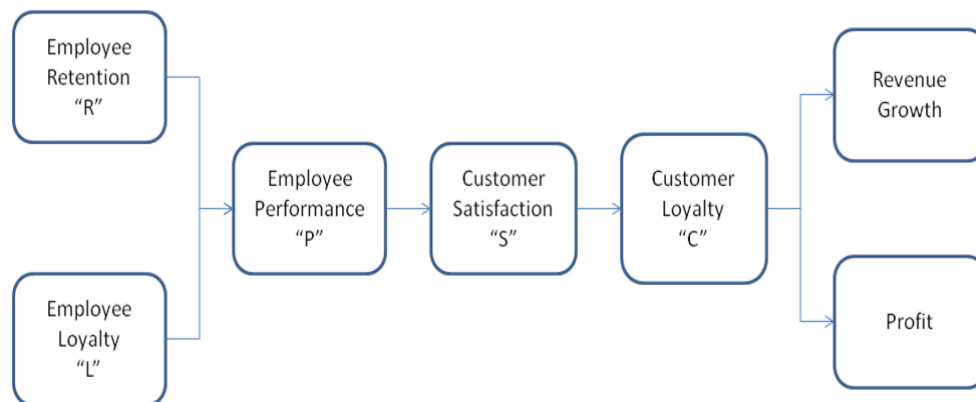 Employee
Retention
“R”
Employee
Loyalty
“L”
Employee
Performance
“P”
Customer
Satisfaction
“S”
Customer
Loyalty
“C”
Revenue
Growth
Profit